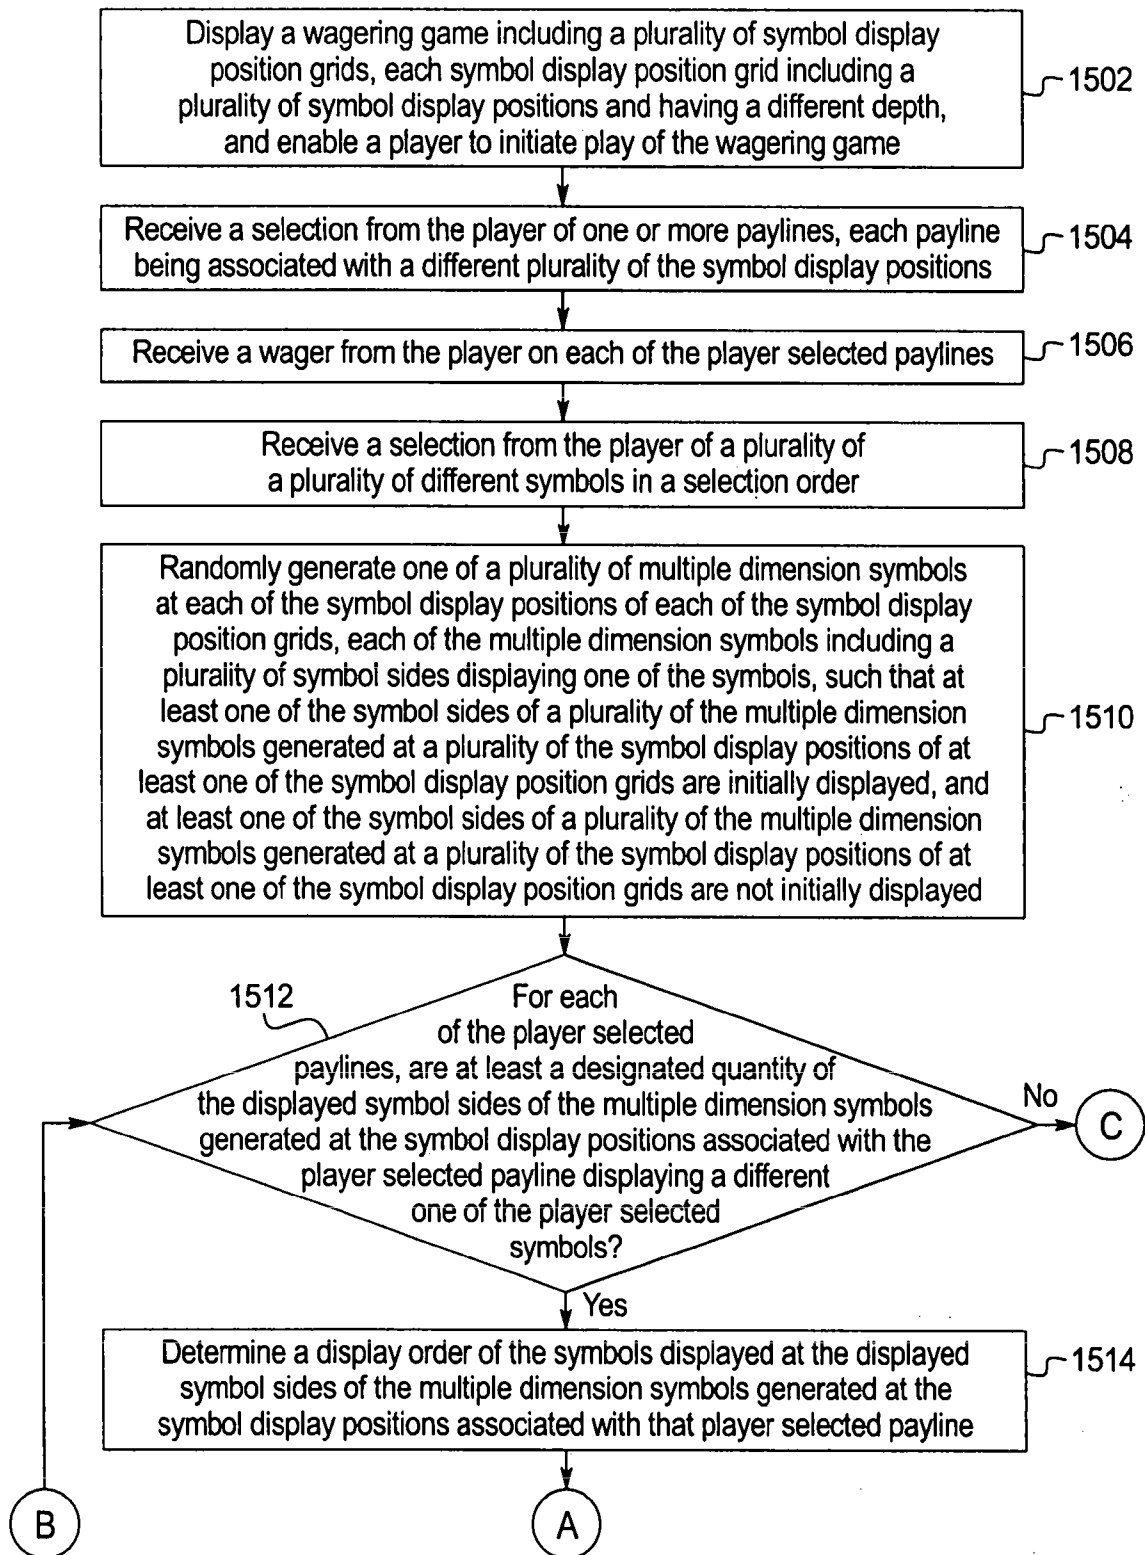 Display a wagering game including a plurality of symbol display
position grids, each symbol display position grid including a
plurality of symbol display positions and having a different depth,
and enable a player to initiate play of the wagering game
1502
Receive a selection from the player of one or more paylines, each payline
being associated with a different plurality of the symbol display positions
1504
Receive a wager from the player on each of the player selected paylines
1506
Receive a selection from the player of a plurality of
a plurality of different symbols in a selection order
1508
Randomly generate one of a plurality of multiple dimension symbols
at each of the symbol display positions of each of the symbol display
position grids, each of the multiple dimension symbols including a
plurality of symbol sides displaying one of the symbols, such that at
least one of the symbol sides of a plurality of the multiple dimension
symbols generated at a plurality of the symbol display positions of at
least one of the symbol display position grids are initially displayed, and
at least one of the symbol sides of a plurality of the multiple dimension
symbols generated at a plurality of the symbol display positions of at
least one of the symbol display position grids are not initially displayed
1510
1512
For each
of the player selected
paylines, are at least a designated quantity of
the displayed symbol sides of the multiple dimension symbols
generated at the symbol display positions associated with the
player selected payline displaying a different
one of the player selected
symbols?
No
C
Yes
Determine a display order of the symbols displayed at the displayed
symbol sides of the multiple dimension symbols generated at the
symbol display positions associated with that player selected payline
1514
B
A